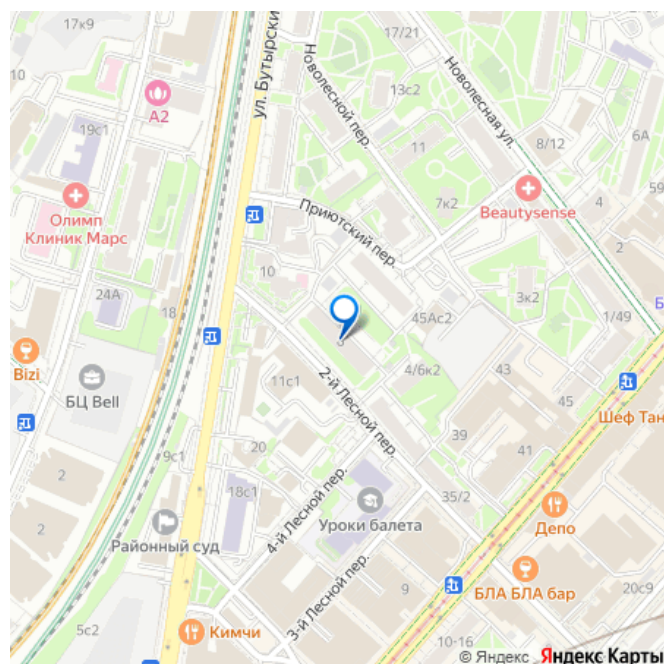 17к9
17/21
ул. Бутырски
13с2
Новолесной пер.
Новолесная ул.
10
А2
59
19с1
8/12
6А
11
7к2
Beautysense
4
Олимп
Клиник Марс
Приютский пер.
2
10
24А
18
3к2
1/49
45Ас2
Bizi
БЦ Bell
11с1
2-й Лесной пер.
4/6к2
43
45
Шеф Тан
39
41
20
9с1
2
18с1
35/2
4-й Лесной пер.
Уроки балета
Депо
2
Районный суд
БЛА БЛА бар
3-й Лесной пер.
9
20с9
5с2
Кимчи
10-16
© Яндекс Яндекс Карты